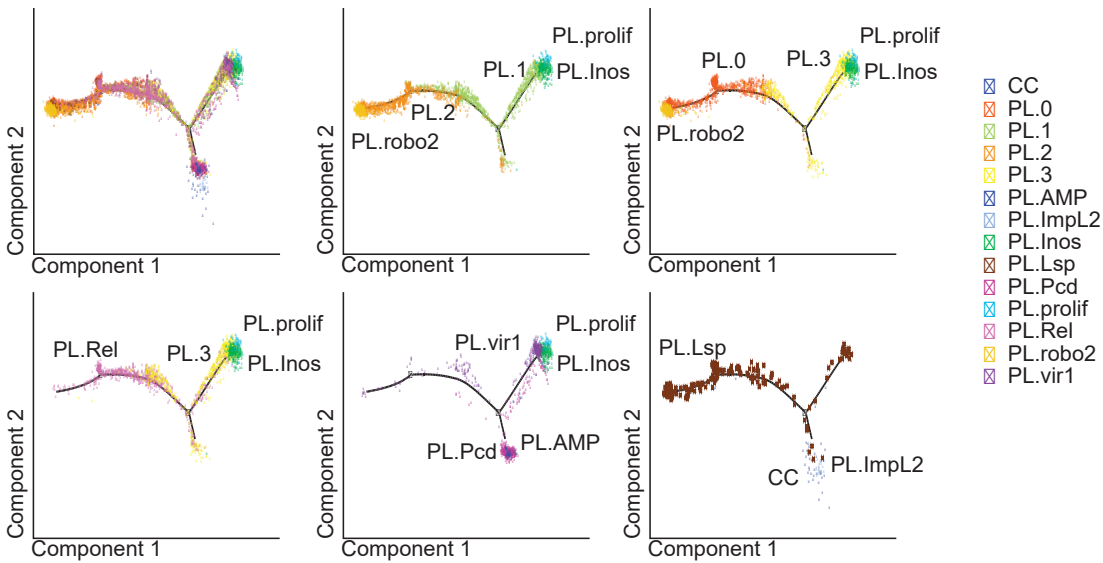 Component 2
Component 1
PL.prolif
PL.1
PL.Inos
PL.2
PL.robo2
Component 2
PL.prolif
PL.0
PL.3
PL.Inos
PL.robo2
Component 2
Component 1
CC
PL.0
PL.1
PL.2
PL.3
PL.AMP
PL.ImpL2
PL.Inos
PL.Lsp
PL.Pcd
PL.prolif
PL.Rel
PL.robo2
PL.vir1
Component 1
PL.prolif
PL.Rel
PL.3
PL.Inos
Component 2
Component 1
PL.prolif
PL.vir1
PL.Inos
PL.Pcd
PL.AMP
Component 2
Component 1
PL.Lsp
PL.ImpL2
CC
Component 2
Component 1